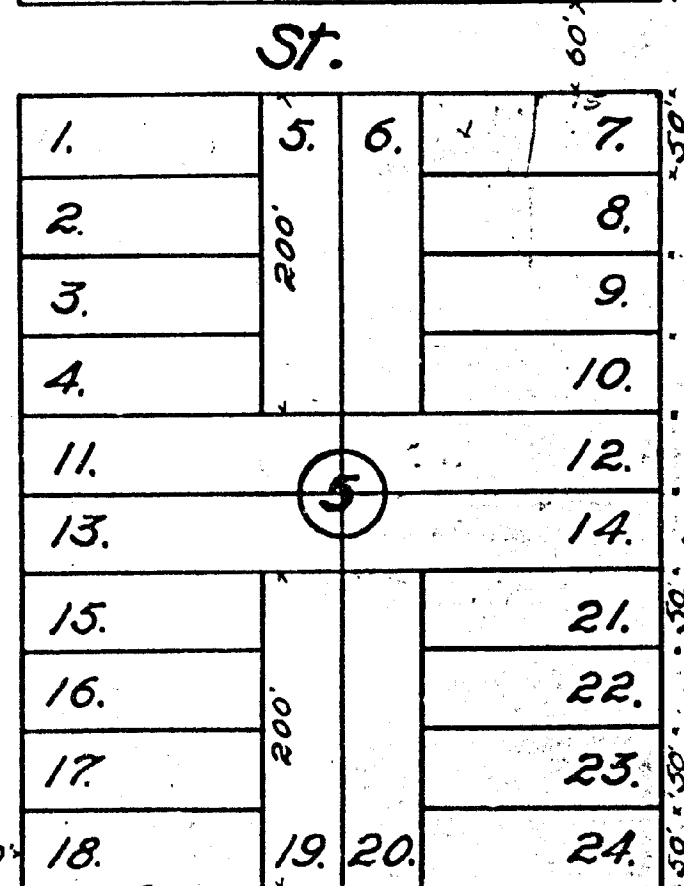 St. 60'
1. 5. 6. 7. 50'
2. 200' 8.
3. 9.
4. 10.
11. 12.
5
13. 14.
15. 21. 50'
16. 22.
200'
17. 23. 50'
18. 19. 20. 24. 50'